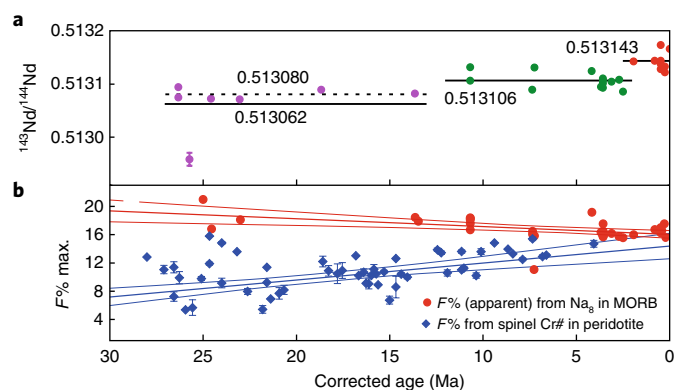 a
0.5132
0.5131
0.5130
¹⁴³Nd/¹⁴⁴Nd
0.513080
0.513062
0.513106
0.513143
b
20
16
12
8
4
F% max.
F% (apparent) from Na₈ in MORB
F% from spinel Cr# in peridotite
30 25 20 15 10 5 0
Corrected age (Ma)